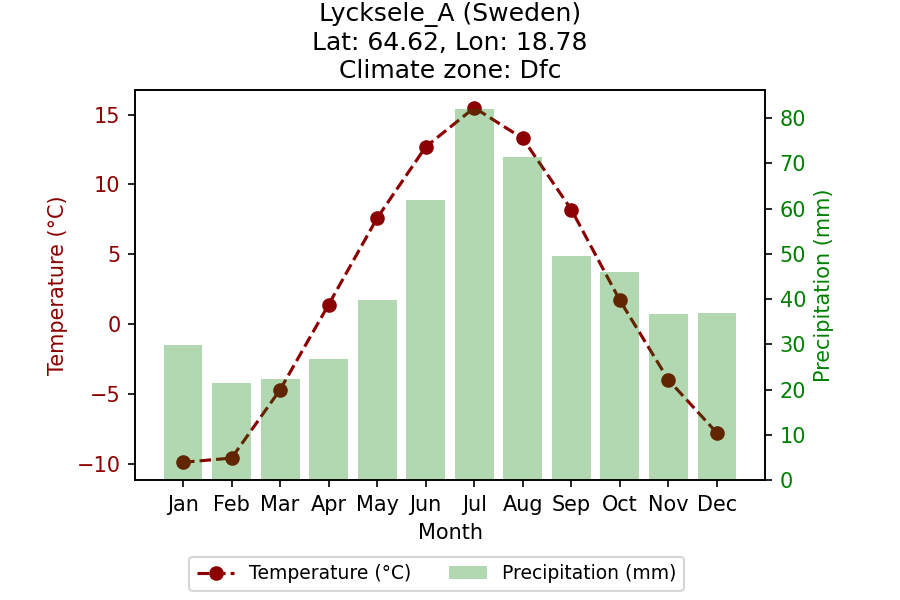 Lycksele_A (Sweden)
Lat: 64.62, Lon: 18.78
Climate zone: Dfc
Temperature (°C)
15
10
5
0
−5
−10
80
70
60
50
40
30
20
10
0
Precipitation (mm)
Jan Feb Mar Apr May Jun Jul Aug Sep Oct Nov Dec
Month
Temperature (°C) Precipitation (mm)